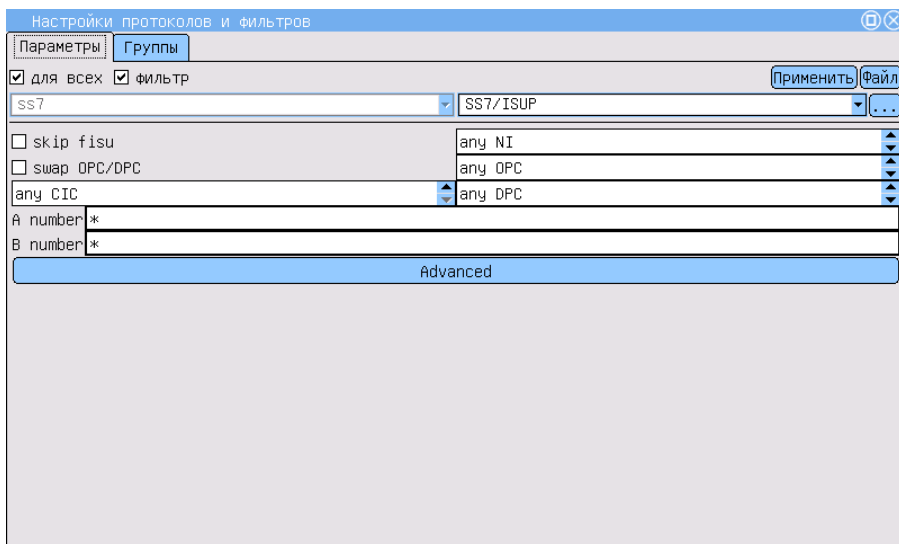 Настройки протоколов и фильтров
Параметры Группы
для всех фильтр Применить Файл
ss7 SS7/ISUP ...
skip fisu any NI
swap OPC/DPC any OPC
any CIC any DPC
A number *
B number *
Advanced